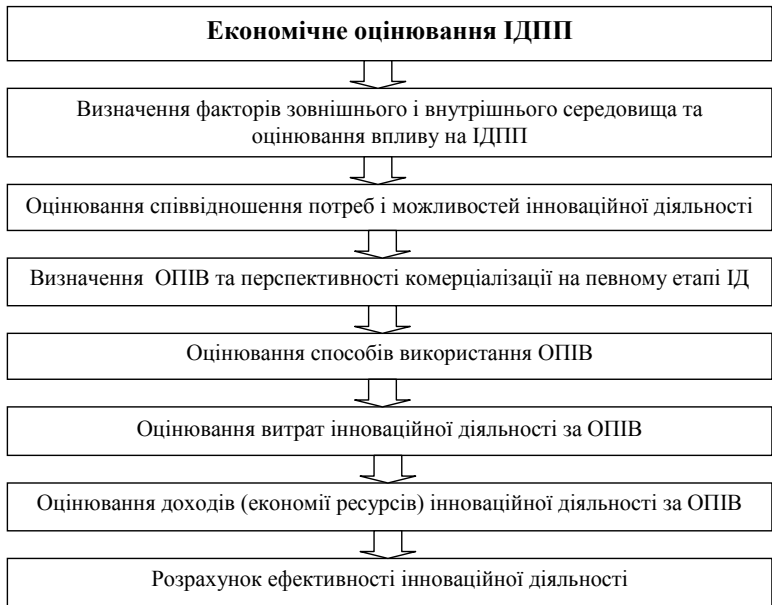 Економічне оцінювання ІДПП
Визначення факторів зовнішнього і внутрішнього середовища та
оцінювання впливу на ІДПП
Оцінювання співвідношення потреб і можливостей інноваційної діяльності
Визначення ОПІВ та перспективності комерціалізації на певному етапі ІД
Оцінювання способів використання ОПІВ
Оцінювання витрат інноваційної діяльності за ОПІВ
Оцінювання доходів (економії ресурсів) інноваційної діяльності за ОПІВ
Розрахунок ефективності інноваційної діяльності